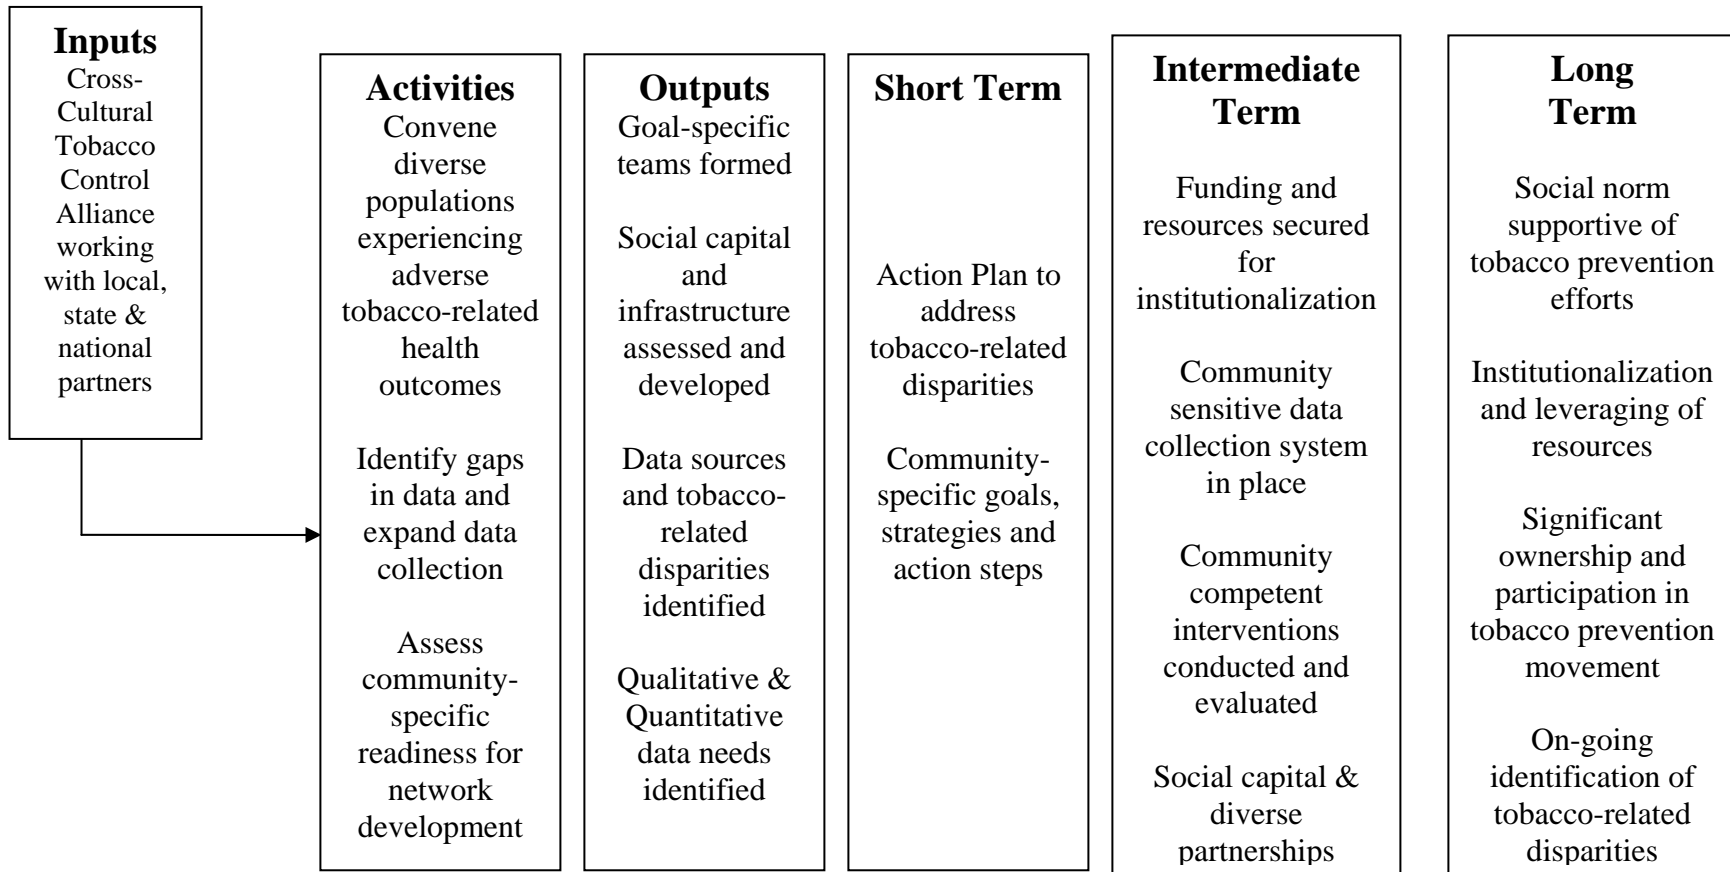 Inputs
Cross-
Cultural
Tobacco
Control
Alliance
working
with local,
state &
national
partners
Activities
Convene
diverse
populations
experiencing
adverse
tobacco-related
health
outcomes
Identify gaps
in data and
expand data
collection
Assess
community-
specific
readiness for
network
development
Outputs
Goal-specific
teams formed
Social capital
and
infrastructure
assessed and
developed
Data sources
and tobacco-
related
disparities
identified
Qualitative &
Quantitative
data needs
identified
Short Term
Action Plan to
address
tobacco-related
disparities
Community-
specific goals,
strategies and
action steps
Intermediate
Term
Funding and
resources secured
for
institutionalization
Community
sensitive data
collection system
in place
Community
competent
interventions
conducted and
evaluated
Social capital &
diverse
partnerships
Long
Term
Social norm
supportive of
tobacco prevention
efforts
Institutionalization
and leveraging of
resources
Significant
ownership and
participation in
tobacco prevention
movement
On-going
identification of
tobacco-related
disparities